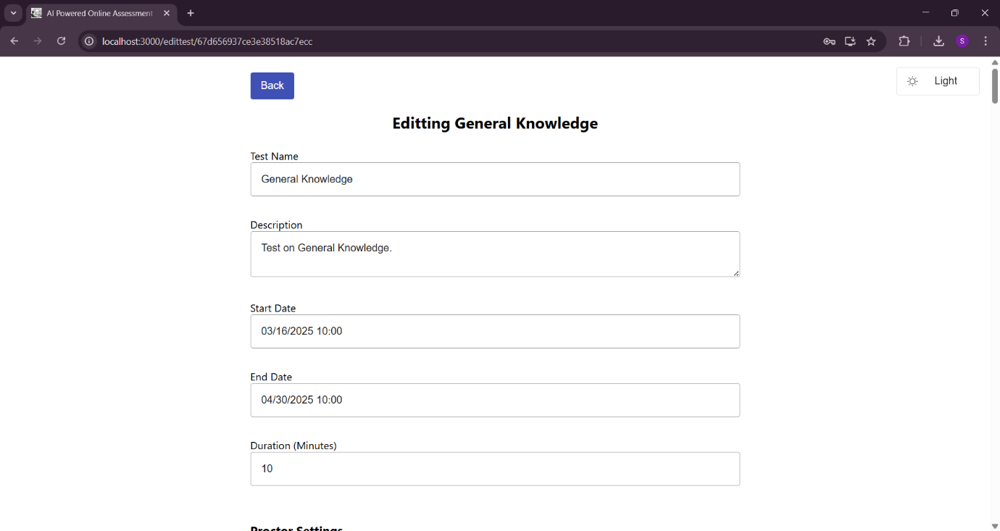 AI Powered Online Assessment
localhost:3000/edittest/67d656937ce3e38518ac7ecc
S
Back
Light
Editting General Knowledge
Test Name
General Knowledge
Description
Test on General Knowledge.
Start Date
03/16/2025 10:00
End Date
04/30/2025 10:00
Duration (Minutes)
10
Proctor Settings